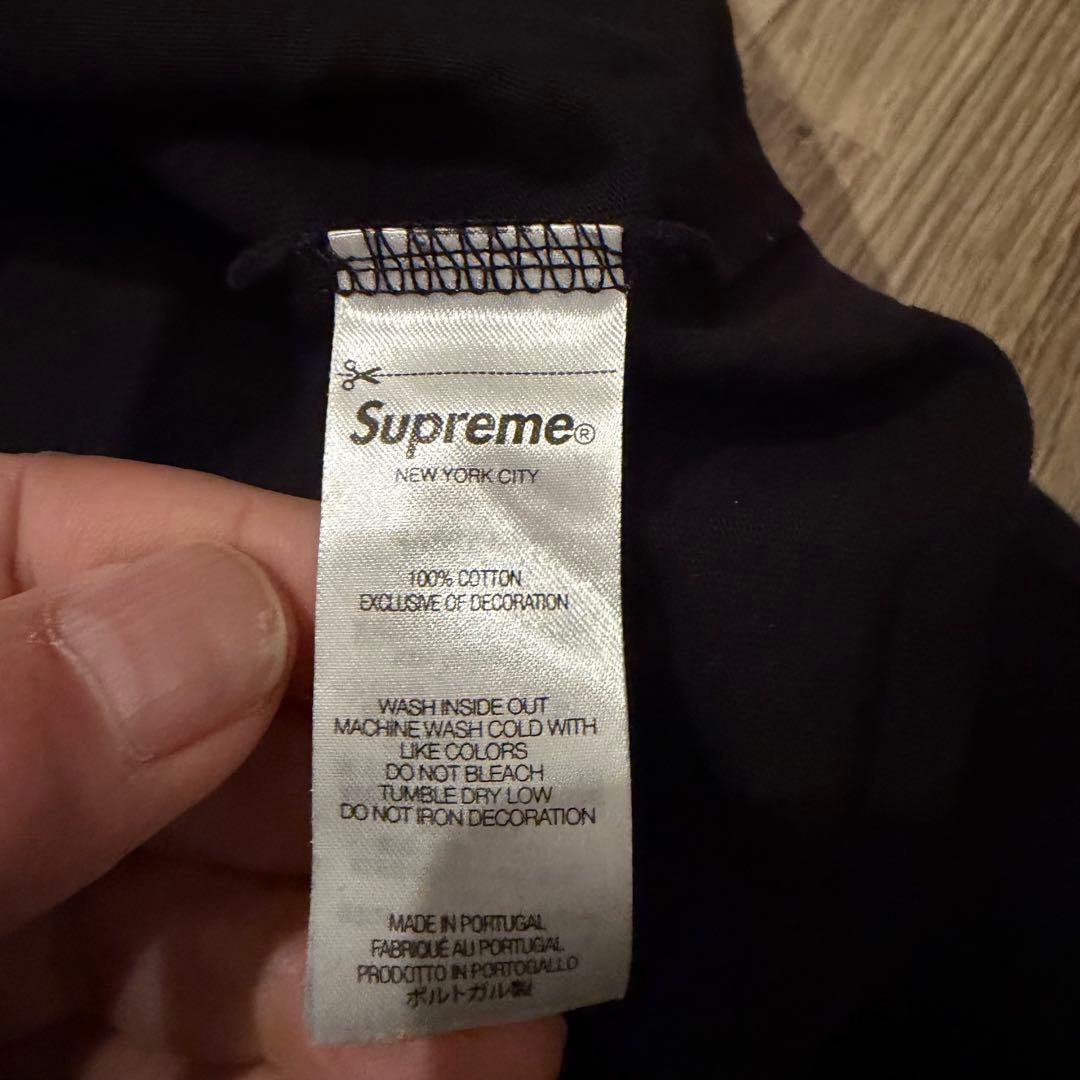 Supreme®
NEW YORK CITY
100% COTTON
EXCLUSIVE OF DECORATION
WASH INSIDE OUT
MACHINE WASH COLD WITH
LIKE COLORS
DO NOT BLEACH
TUMBLE DRY LOW
DO NOT IRON DECORATION
MADE IN PORTUGAL
FABRIQUÉ AU PORTUGAL
PRODOTTO IN PORTOGALLO
ポルトガル製